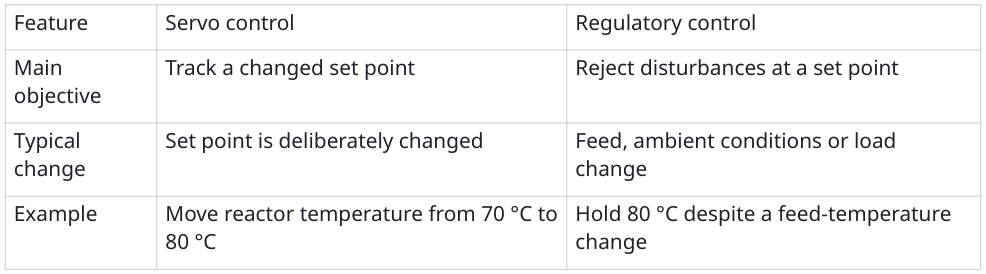 Feature Servo control Regulatory control
Main objective Track a changed set point Reject disturbances at a set point
Typical change Set point is deliberately changed Feed, ambient conditions or load change
Example Move reactor temperature from 70 °C to 80 °C Hold 80 °C despite a feed-temperature change